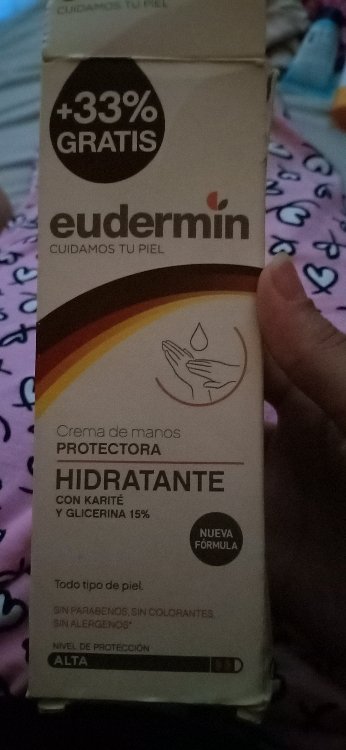 CUIDAMOS TU PIEL
+33%
GRATIS
eudermin
CUIDAMOS TU PIEL
Crema de manos
PROTECTORA
HIDRATANTE
CON KARITÉ
Y GLICERINA 15%
NUEVA
FÓRMULA
Todo tipo de piel.
SIN PARABENOS, SIN COLORANTES,
SIN ALÉRGENOS*
NIVEL DE PROTECCIÓN
ALTA